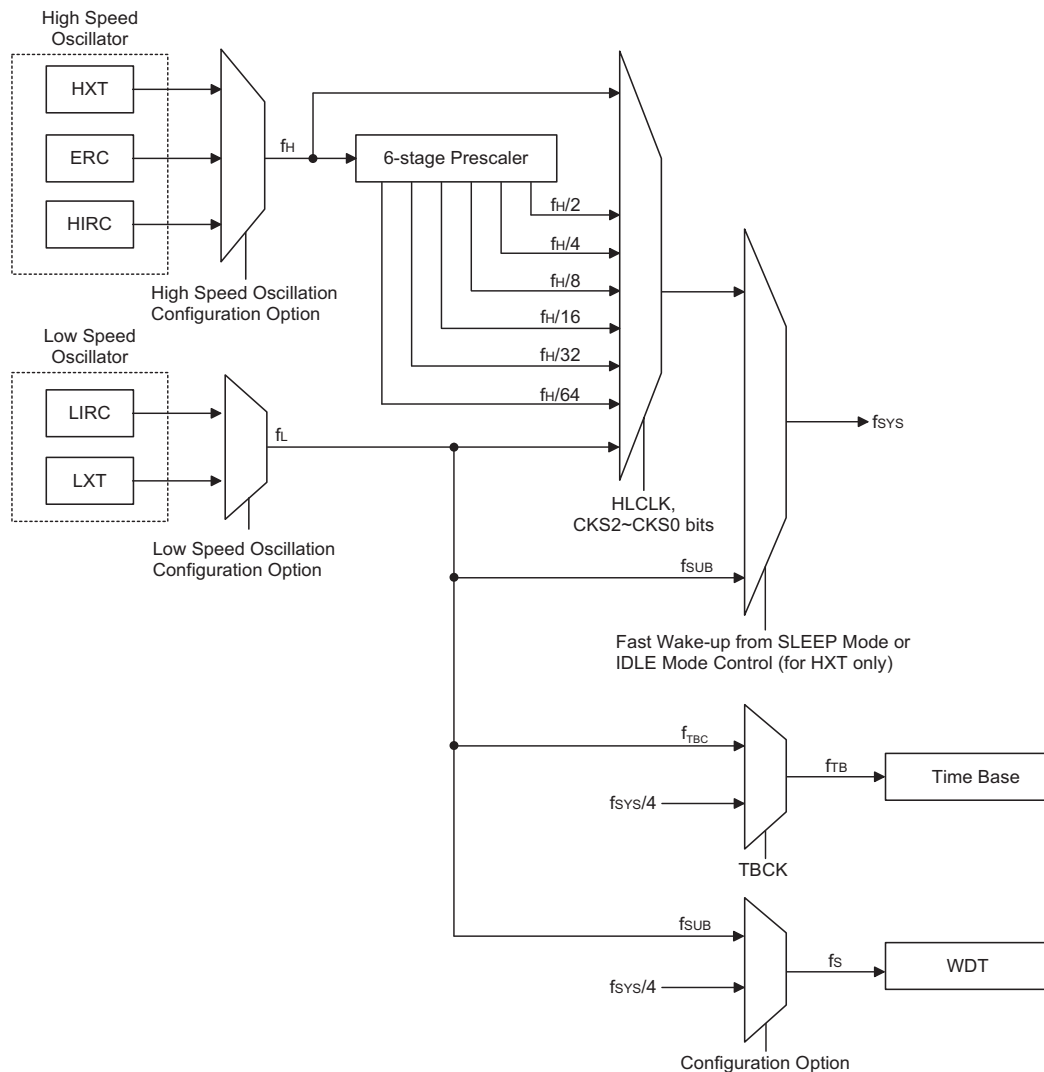 High Speed
Oscillator
HXT
ERC
HIRC
fH
6-stage Prescaler
fH/2
fH/4
fH/8
fH/16
fH/32
fH/64
High Speed Oscillation
Configuration Option
Low Speed
Oscillator
LIRC
LXT
fL
Low Speed Oscillation
Configuration Option
HLCLK,
CKS2~CKS0 bits
fSYS
fSUB
Fast Wake-up from SLEEP Mode or
IDLE Mode Control (for HXT only)
fTBC
fSYS/4
fTB
Time Base
TBCK
fSUB
fSYS/4
fS
WDT
Configuration Option